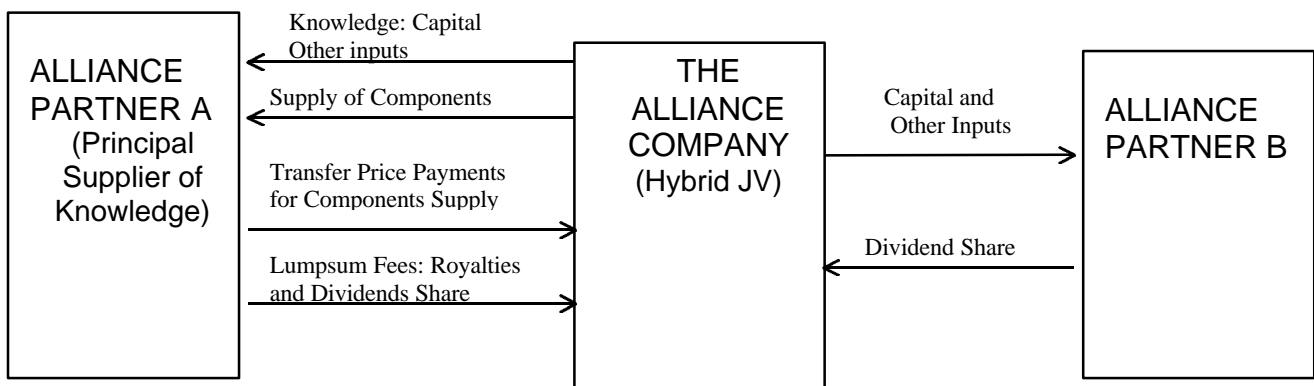 ALLIANCE
PARTNER A
(Principal
Supplier of
Knowledge)
Knowledge: Capital
Other inputs
Supply of Components
Transfer Price Payments
for Components Supply
Lumpsum Fees: Royalties
and Dividends Share
THE
ALLIANCE
COMPANY
(Hybrid JV)
Capital and
Other Inputs
Dividend Share
ALLIANCE
PARTNER B